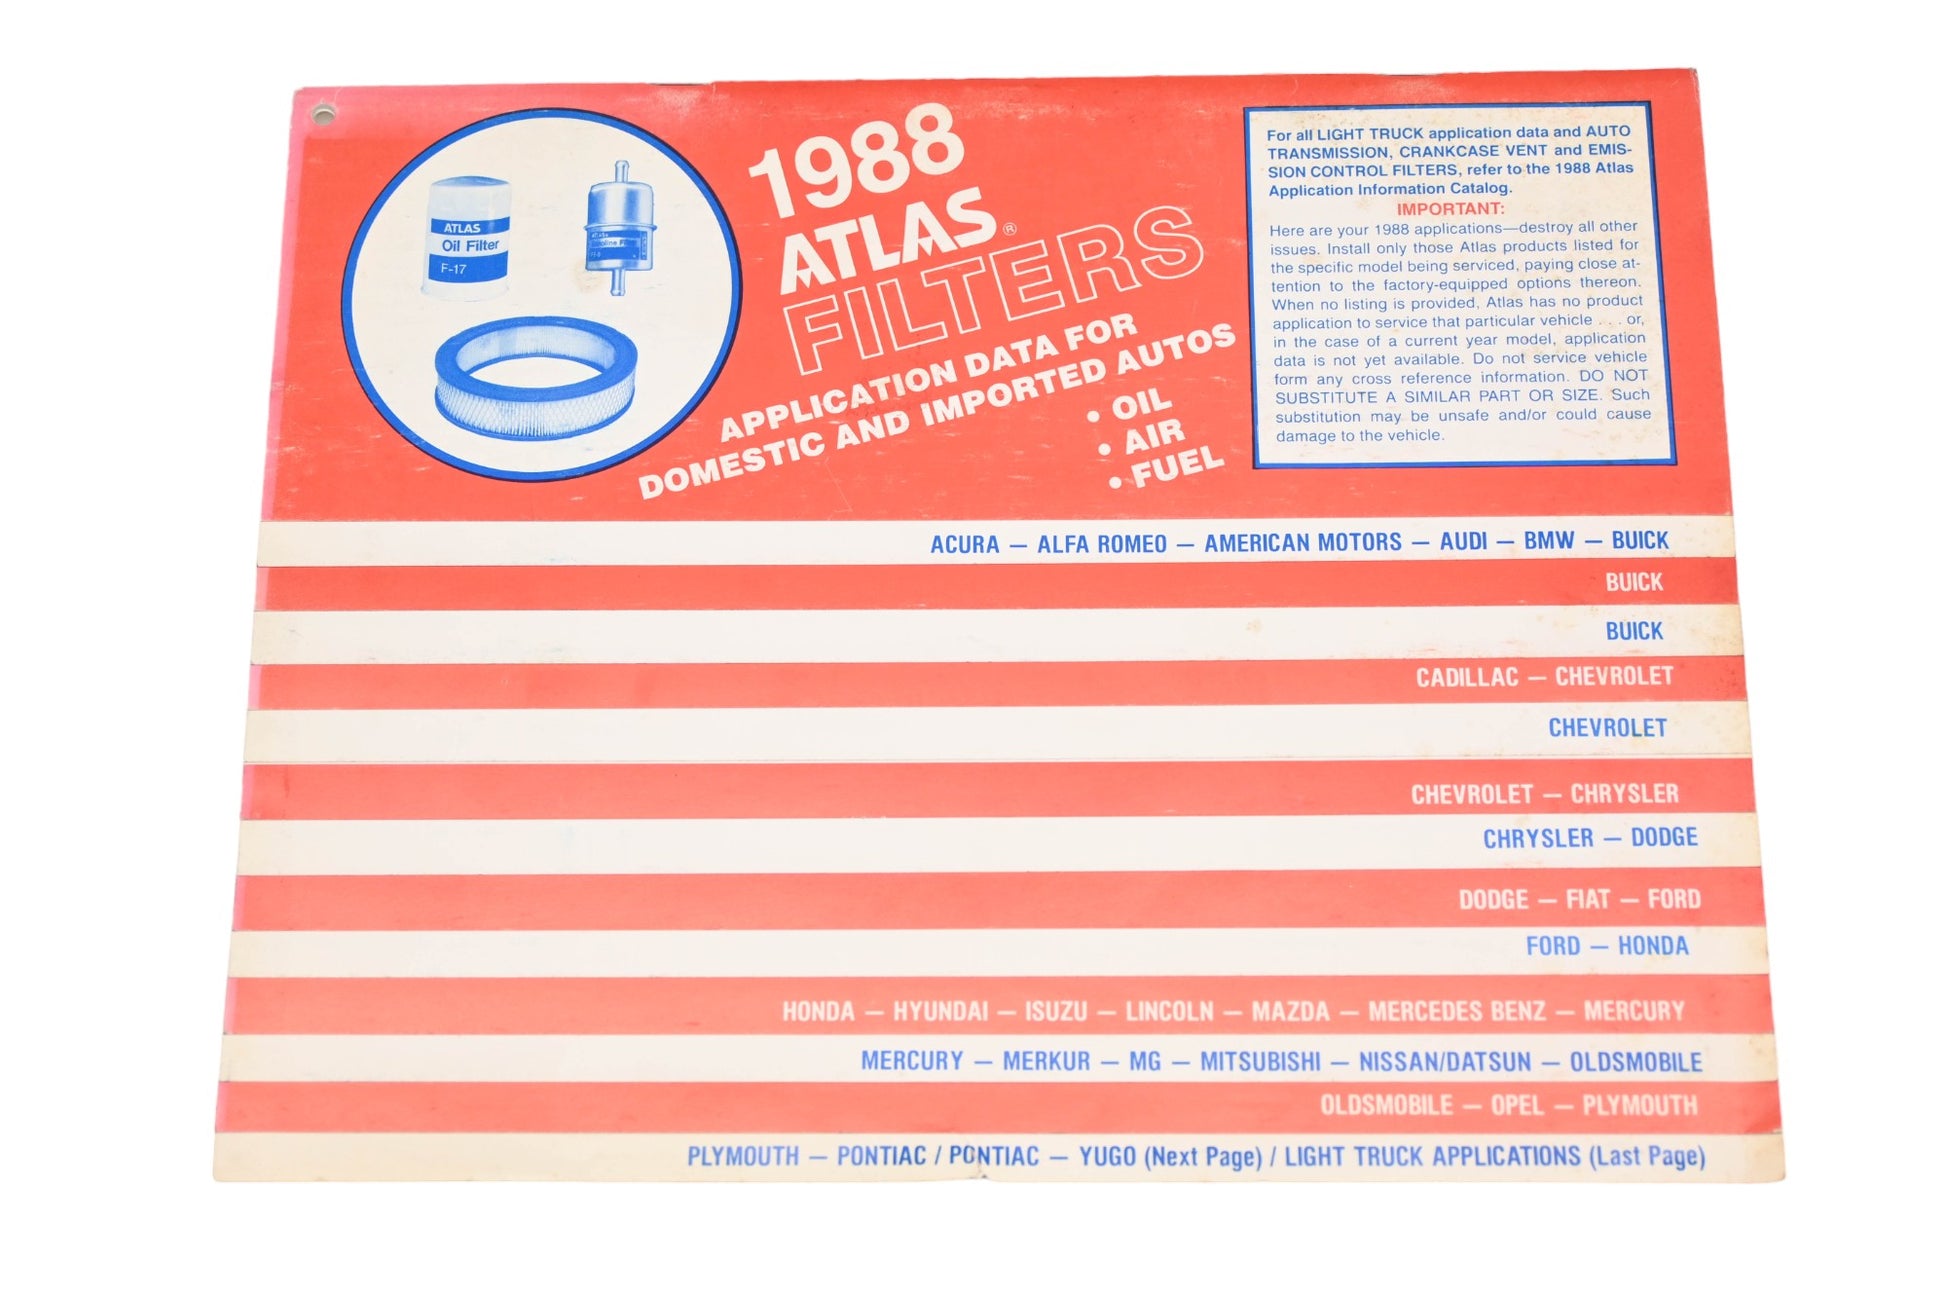 ATLAS
Oil Filter
F-17
1988
ATLAS®
FILTERS
APPLICATION DATA FOR
DOMESTIC AND IMPORTED AUTOS
• OIL
• AIR
• FUEL
For all LIGHT TRUCK application data and AUTO
TRANSMISSION, CRANKCASE VENT and EMIS-
SION CONTROL FILTERS, refer to the 1988 Atlas
Application Information Catalog.
IMPORTANT:
Here are your 1988 applications—destroy all other
issues. Install only those Atlas products listed for
the specific model being serviced, paying close at-
tention to the factory-equipped options thereon.
When no listing is provided, Atlas has no product
application to service that particular vehicle . . . or,
in the case of a current year model, application
data is not yet available. Do not service vehicle
form any cross reference information. DO NOT
SUBSTITUTE A SIMILAR PART OR SIZE. Such
substitution may be unsafe and/or could cause
damage to the vehicle.
ACURA — ALFA ROMEO — AMERICAN MOTORS — AUDI — BMW — BUICK
BUICK
BUICK
CADILLAC — CHEVROLET
CHEVROLET
CHEVROLET — CHRYSLER
CHRYSLER — DODGE
DODGE — FIAT — FORD
FORD — HONDA
HONDA — HYUNDAI — ISUZU — LINCOLN — MAZDA — MERCEDES BENZ — MERCURY
MERCURY — MERKUR — MG — MITSUBISHI — NISSAN/DATSUN — OLDSMOBILE
OLDSMOBILE — OPEL — PLYMOUTH
PLYMOUTH — PONTIAC / PONTIAC — YUGO (Next Page) / LIGHT TRUCK APPLICATIONS (Last Page)